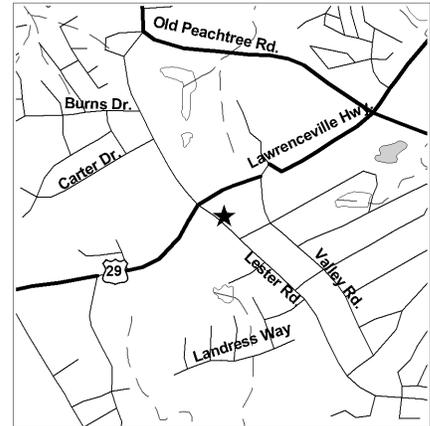 Old Peachtree Rd.
Burns Dr.
Lawrenceville Hwy.
Carter Dr.
29
Lester Rd
Valley Rd.
Landress Way